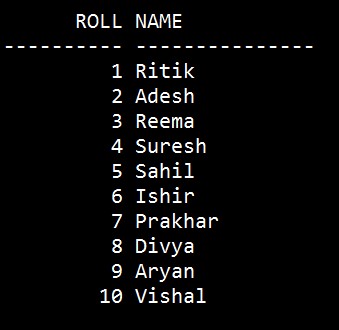 ROLL NAME
---------- ---------------
1 Ritik
2 Adesh
3 Reema
4 Suresh
5 Sahil
6 Ishir
7 Prakhar
8 Divya
9 Aryan
10 Vishal